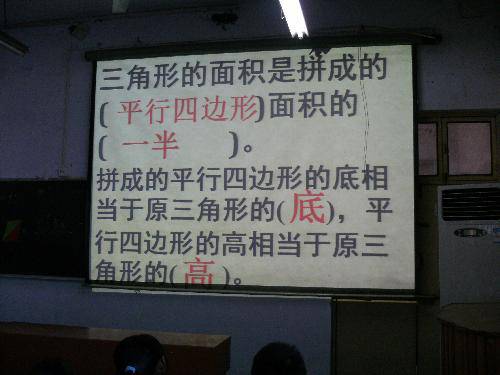 三角形的面积是拼成的
(平行四边形)面积的
(一半)。
拼成的平行四边形的底相
当于原三角形的(底)，平
行四边形的高相当于原三
角形的(高)。